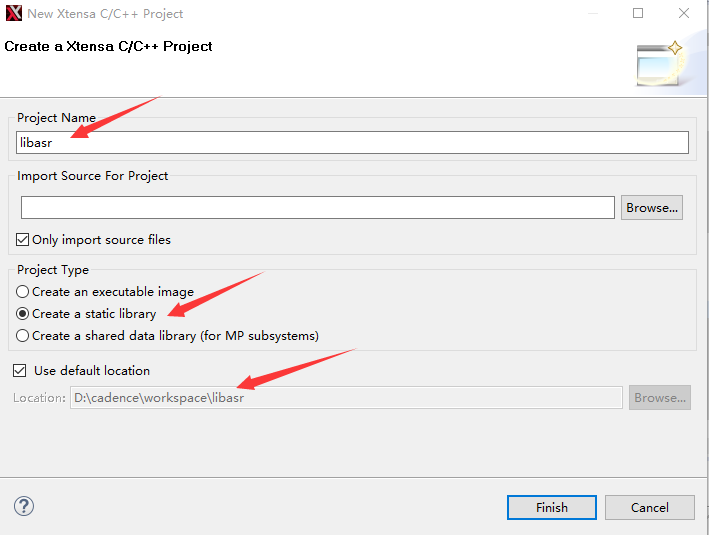 New Xtensa C/C++ Project
Create a Xtensa C/C++ Project
Project Name
libasr
Import Source For Project
Browse...
Only import source files
Project Type
Create an executable image
Create a static library
Create a shared data library (for MP subsystems)
Use default location
Location: D:\cadence\workspace\libasr Browse...
? Finish Cancel